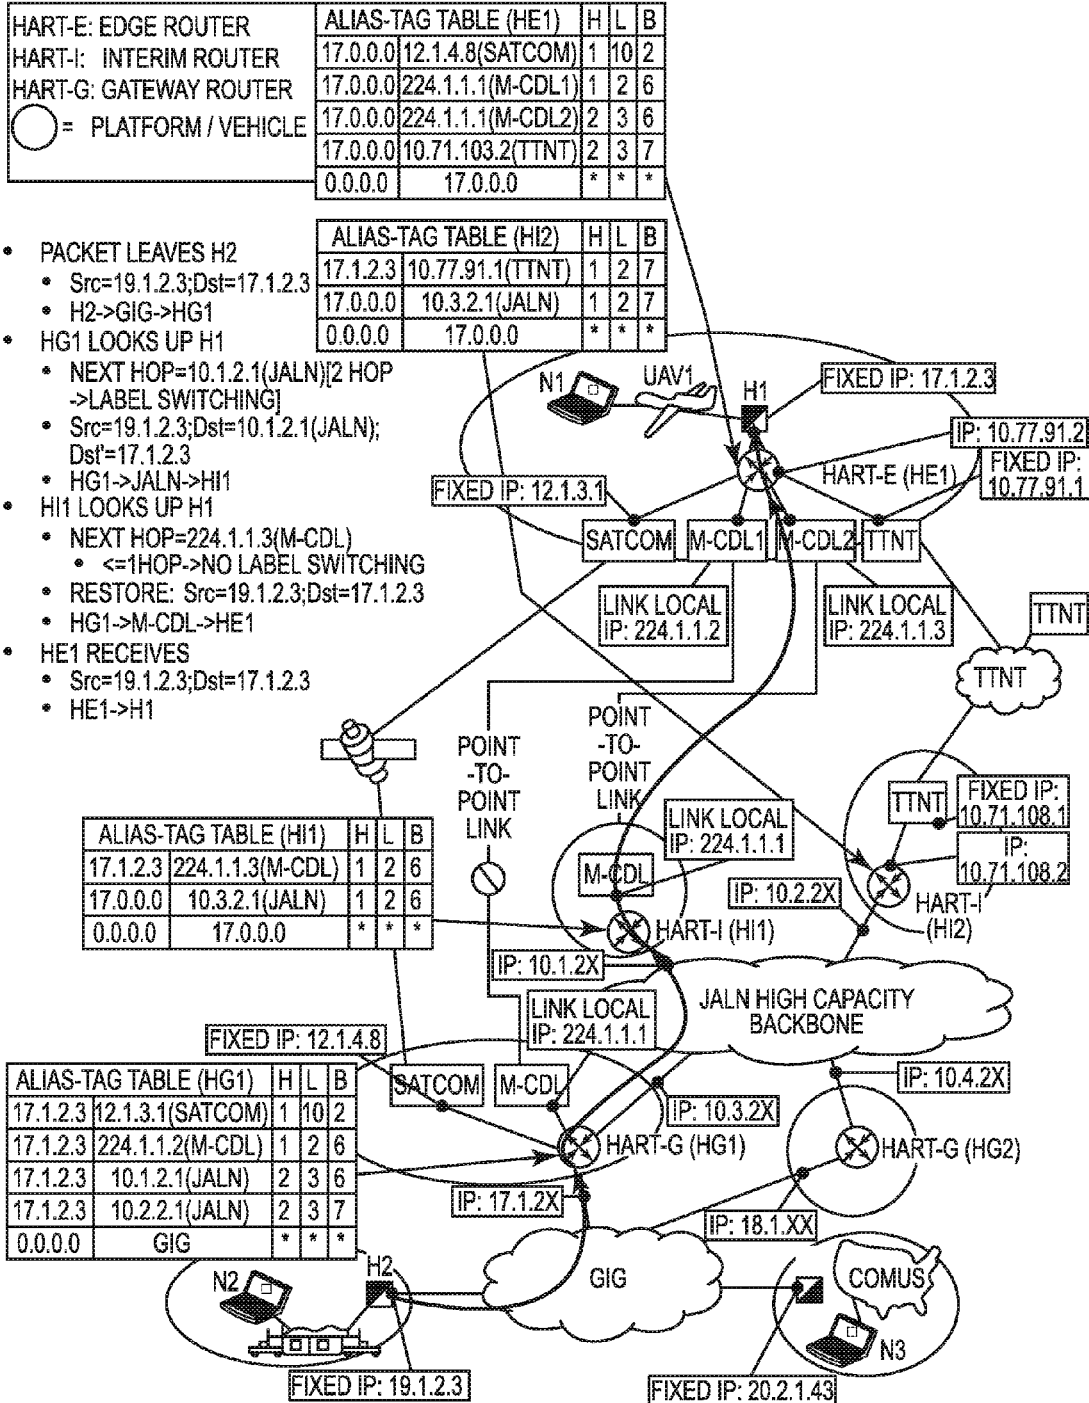 HART-E: EDGE ROUTER
HART-I: INTERIM ROUTER
HART-G: GATEWAY ROUTER
= PLATFORM / VEHICLE
ALIAS-TAG TABLE (HE1) H L B
17.0.0.0 12.1.4.8(SATCOM) 1 10 2
17.0.0.0 224.1.1.1(M-CDL1) 1 2 6
17.0.0.0 224.1.1.1(M-CDL2) 2 3 6
17.0.0.0 10.71.103.2(TTNT) 2 3 7
0.0.0.0 17.0.0.0 * * *
ALIAS-TAG TABLE (HI2) H L B
17.1.2.3 10.77.91.1(TTNT) 1 2 7
17.0.0.0 10.3.2.1(JALN) 1 2 7
0.0.0.0 17.0.0.0 * * *
• PACKET LEAVES H2
• Src=19.1.2.3;Dst=17.1.2.3
• H2->GIG->HG1
• HG1 LOOKS UP H1
• NEXT HOP=10.1.2.1(JALN)[2 HOP
->LABEL SWITCHING]
• Src=19.1.2.3;Dst=10.1.2.1(JALN);
Dst'=17.1.2.3
• HG1->JALN->HI1
• HI1 LOOKS UP H1
• NEXT HOP=224.1.1.3(M-CDL)
• <=1HOP->NO LABEL SWITCHING
• RESTORE: Src=19.1.2.3;Dst=17.1.2.3
• HG1->M-CDL->HE1
• HE1 RECEIVES
• Src=19.1.2.3;Dst=17.1.2.3
• HE1->H1
N1
UAV1
H1
FIXED IP: 17.1.2.3
IP: 10.77.91.2
FIXED IP:
10.77.91.1
HART-E (HE1)
FIXED IP: 12.1.3.1
SATCOM
M-CDL1
M-CDL2
TTNT
LINK LOCAL
IP: 224.1.1.2
LINK LOCAL
IP: 224.1.1.3
TTNT
TTNT
POINT
-TO-
POINT
LINK
POINT
-TO-
POINT
LINK
LINK LOCAL
IP: 224.1.1.1
TTNT
FIXED IP:
10.71.108.1
IP:
10.71.108.2
M-CDL
IP: 10.2.2X
HART-I
(HI2)
HART-I (HI1)
ALIAS-TAG TABLE (HI1) H L B
17.1.2.3 224.1.1.3(M-CDL) 1 2 6
17.0.0.0 10.3.2.1(JALN) 1 2 6
0.0.0.0 17.0.0.0 * * *
IP: 10.1.2X
JALN HIGH CAPACITY
BACKBONE
LINK LOCAL
IP: 224.1.1.1
FIXED IP: 12.1.4.8
SATCOM
M-CDL
IP: 10.4.2X
IP: 10.3.2X
ALIAS-TAG TABLE (HG1) H L B
17.1.2.3 12.1.3.1(SATCOM) 1 10 2
17.1.2.3 224.1.1.2(M-CDL) 1 2 6
17.1.2.3 10.1.2.1(JALN) 2 3 6
17.1.2.3 10.2.2.1(JALN) 2 3 7
0.0.0.0 GIG * * *
HART-G (HG1)
HART-G (HG2)
IP: 17.1.2X
IP: 18.1.XX
N2
H2
GIG
COMUS
N3
FIXED IP: 19.1.2.3
FIXED IP: 20.2.1.43